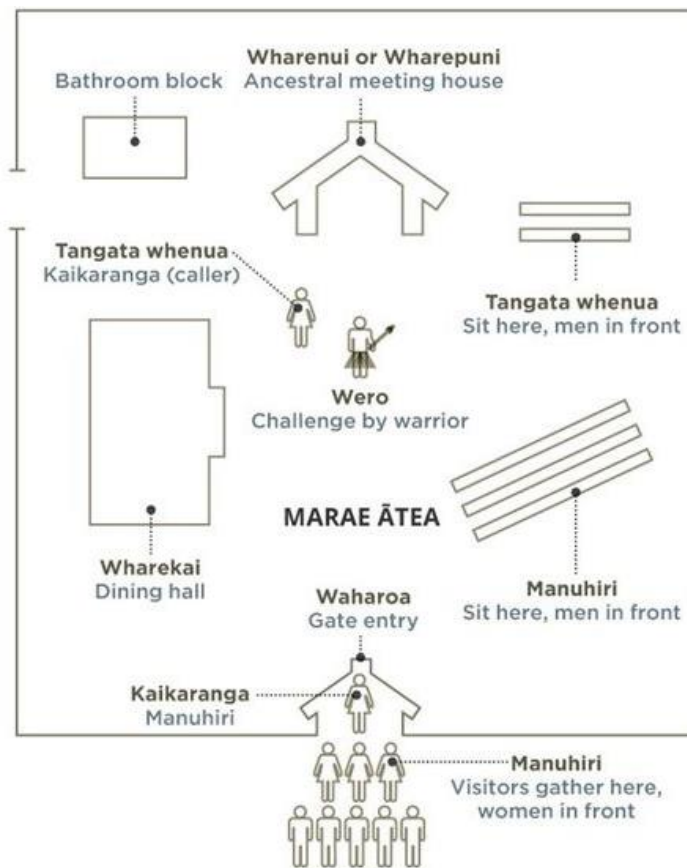 Bathroom block
Wharenui or Wharepuni
Ancestral meeting house
Tangata whenua
Kaikaranga (caller)
Tangata whenua
Sit here, men in front
Wero
Challenge by warrior
MARAE ĀTEA
Wharekai
Dining hall
Manuhiri
Sit here, men in front
Waharoa
Gate entry
Kaikaranga
Manuhiri
Manuhiri
Visitors gather here,
women in front